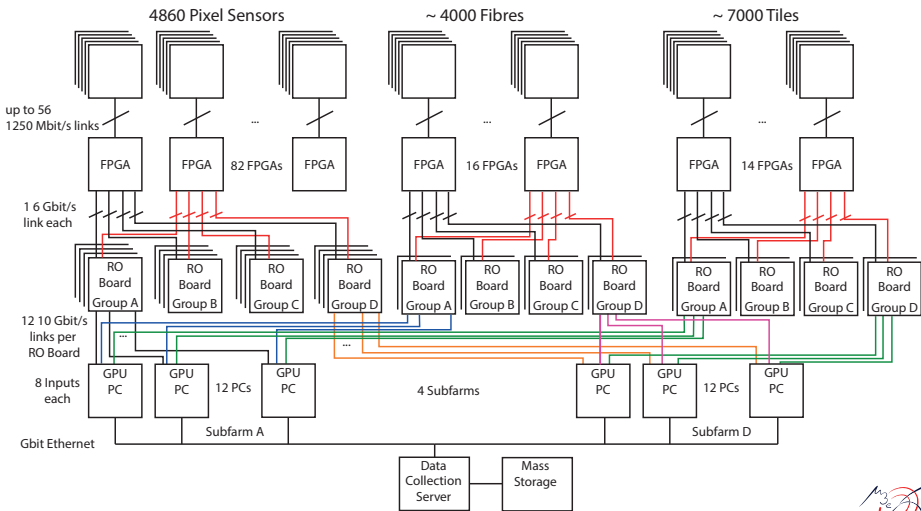 4860 Pixel Sensors
~ 4000 Fibres
~ 7000 Tiles
up to 56
1250 Mbit/s links
...
...
...
FPGA
FPGA
82 FPGAs
FPGA
FPGA
16 FPGAs
FPGA
FPGA
14 FPGAs
FPGA
1 6 Gbit/s
link each
RO
Board
Group A
RO
Board
Group B
RO
Board
Group C
RO
Board
Group D
RO
Board
Group A
RO
Board
Group B
RO
Board
Group C
RO
Board
Group D
RO
Board
Group A
RO
Board
Group B
RO
Board
Group C
RO
Board
Group D
12 10 Gbit/s
links per
RO Board
...
...
8 Inputs
each
GPU
PC
GPU
PC
12 PCs
GPU
PC
4 Subfarms
GPU
PC
GPU
PC
12 PCs
GPU
PC
Subfarm A
Subfarm D
Gbit Ethernet
Data
Collection
Server
Mass
Storage